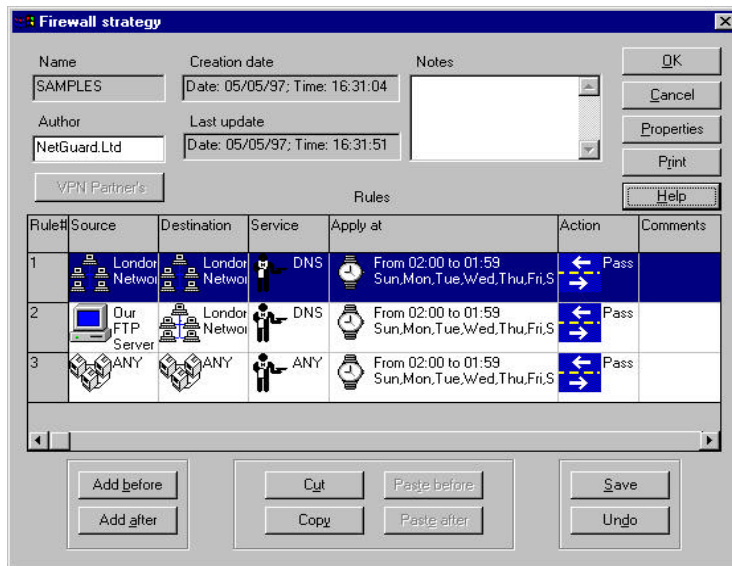 Firewall strategy
Name
Creation date
Notes
SAMPLES
Date: 05/05/97; Time: 16:31:04
Author
Last update
NetGuard.Ltd
Date: 05/05/97; Time: 16:31:51
OK
Cancel
Properties
Print
Help
VPN Partner's
Rules
Rule# Source Destination Service Apply at Action Comments
1 London London DNS From 02:00 to 01:59 Pass
Networ Networ Sun,Mon,Tue,Wed,Thu,Fri,S
2 Our London DNS From 02:00 to 01:59 Pass
FTP Networ Sun,Mon,Tue,Wed,Thu,Fri,S
Server
3 ANY ANY ANY From 02:00 to 01:59 Pass
Sun,Mon,Tue,Wed,Thu,Fri,S
Add before
Cut
Paste before
Save
Add after
Copy
Paste after
Undo